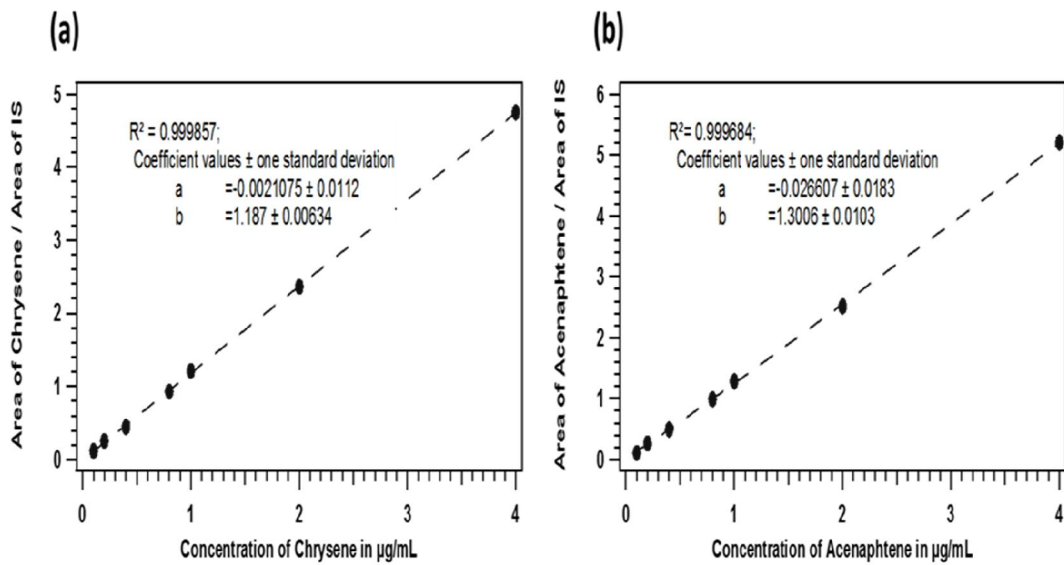 (a)
Area of Chrysene / Area of IS
5
4
3
2
1
0
R² = 0.999857;
Coefficient values ± one standard deviation
a =-0.0021075 ± 0.0112
b =1.187 ± 0.00634
0 1 2 3 4
Concentration of Chrysene in µg/mL
(b)
Area of Acenaphtene / Area of IS
6
5
4
3
2
1
0
R²= 0.999684;
Coefficient values ± one standard deviation
a =-0.026607 ± 0.0183
b =1.3006 ± 0.0103
0 1 2 3 4
Concentration of Acenaphtene in µg/mL